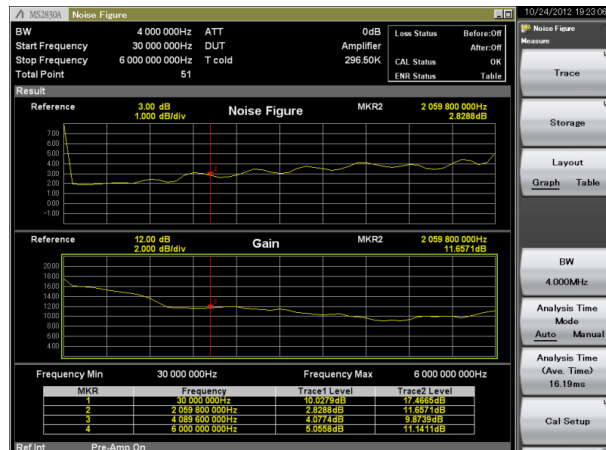 MS2830A Noise Figure
10/24/2012 19:23:06
BW 4 000 000Hz ATT 0dB
Start Frequency 30 000 000Hz DUT Amplifier
Stop Frequency 6 000 000 000Hz T cold 296.50K
Total Point 51
Loss Status Before:Off
After:Off
CAL Status OK
ENR Status Table
Result
Reference 3.00 dB
1.000 dB/div
Noise Figure
MKR2 2 059 800 000Hz
2.8288dB
7.00
6.00
5.00
4.00
3.00
2.00
1.00
0.00
-1.00
Reference 12.00 dB
2.000 dB/div
Gain
MKR2 2 059 800 000Hz
11.6571dB
20.00
18.00
16.00
14.00
12.00
10.00
8.00
6.00
4.00
Frequency Min 30 000 000Hz Frequency Max 6 000 000 000Hz
MKR Frequency Trace1 Level Trace2 Level
1 30 000 000Hz 10.0279dB 17.4665dB
2 2 059 800 000Hz 2.8288dB 11.6571dB
3 4 089 600 000Hz 4.0774dB 9.8739dB
4 6 000 000 000Hz 5.0558dB 11.1411dB
Ref.Int Pre-Amp On
Noise Figure
Measure
Trace
Storage
Layout
Graph Table
BW
4.000MHz
Analysis Time
Mode
Auto Manual
Analysis Time
(Ave. Time)
16.19ms
Cal Setup